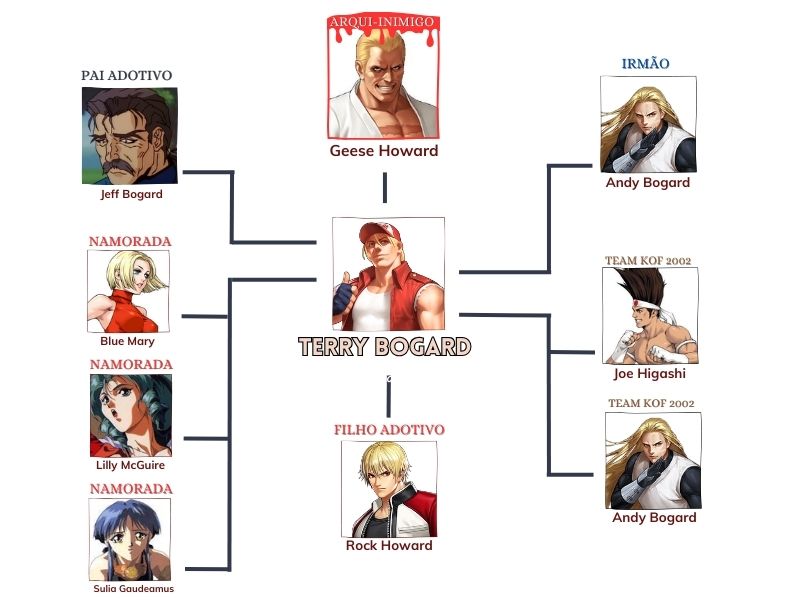 ARQUI-INIMIGO
Geese Howard
PAI ADOTIVO
Jeff Bogard
IRMÃO
Andy Bogard
NAMORADA
Blue Mary
TERRY BOGARD
TEAM KOF 2002
Joe Higashi
NAMORADA
Lilly McGuire
FILHO ADOTIVO
Rock Howard
TEAM KOF 2002
Andy Bogard
NAMORADA
Sulia Gaudeamus